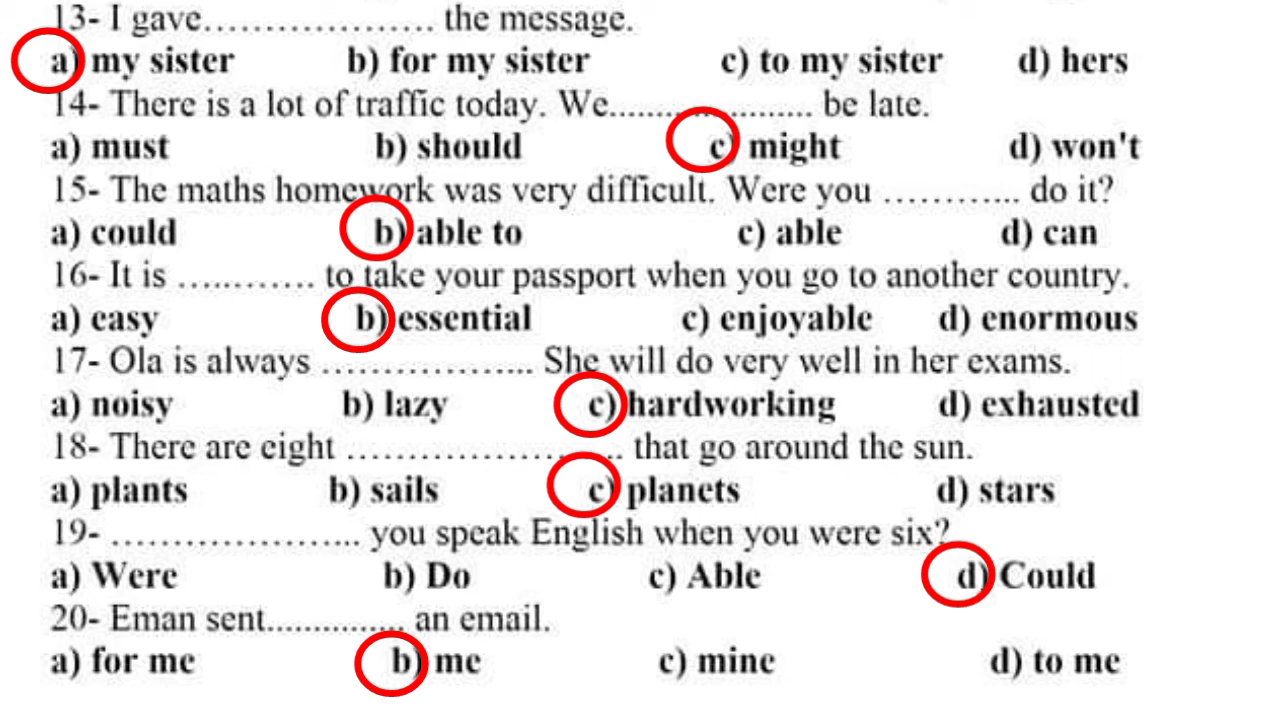 13- I gave..................... the message.
a) my sister b) for my sister c) to my sister d) hers
14- There is a lot of traffic today. We...................... be late.
a) must b) should c) might d) won't
15- The maths homework was very difficult. Were you ............ do it?
a) could b) able to c) able d) can
16- It is ............. to take your passport when you go to another country.
a) easy b) essential c) enjoyable d) enormous
17- Ola is always ................... She will do very well in her exams.
a) noisy b) lazy c) hardworking d) exhausted
18- There are eight ......................... that go around the sun.
a) plants b) sails c) planets d) stars
19- ....................... you speak English when you were six?
a) Were b) Do c) Able d) Could
20- Eman sent............... an email.
a) for me b) me c) mine d) to me